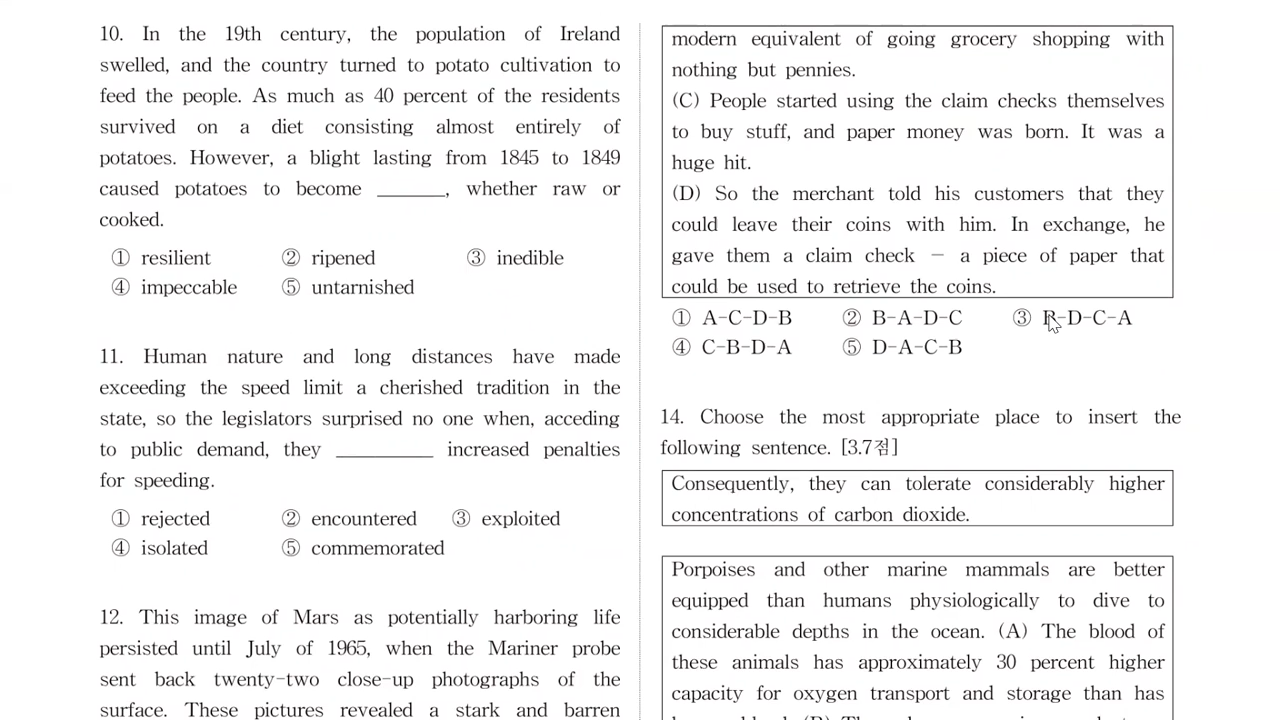 10. In the 19th century, the population of Ireland
swelled, and the country turned to potato cultivation to
feed the people. As much as 40 percent of the residents
survived on a diet consisting almost entirely of
potatoes. However, a blight lasting from 1845 to 1849
caused potatoes to become _______, whether raw or
cooked.
① resilient ② ripened ③ inedible
④ impeccable ⑤ untarnished
11. Human nature and long distances have made
exceeding the speed limit a cherished tradition in the
state, so the legislators surprised no one when, acceding
to public demand, they __________ increased penalties
for speeding.
① rejected ② encountered ③ exploited
④ isolated ⑤ commemorated
12. This image of Mars as potentially harboring life
persisted until July of 1965, when the Mariner probe
sent back twenty-two close-up photographs of the
surface. These pictures revealed a stark and barren
modern equivalent of going grocery shopping with
nothing but pennies.
(C) People started using the claim checks themselves
to buy stuff, and paper money was born. It was a
huge hit.
(D) So the merchant told his customers that they
could leave their coins with him. In exchange, he
gave them a claim check - a piece of paper that
could be used to retrieve the coins.
① A-C-D-B ② B-A-D-C ③ B-D-C-A
④ C-B-D-A ⑤ D-A-C-B
14. Choose the most appropriate place to insert the
following sentence. [3.7점]
Consequently, they can tolerate considerably higher
concentrations of carbon dioxide.
Porpoises and other marine mammals are better
equipped than humans physiologically to dive to
considerable depths in the ocean. (A) The blood of
these animals has approximately 30 percent higher
capacity for oxygen transport and storage than has